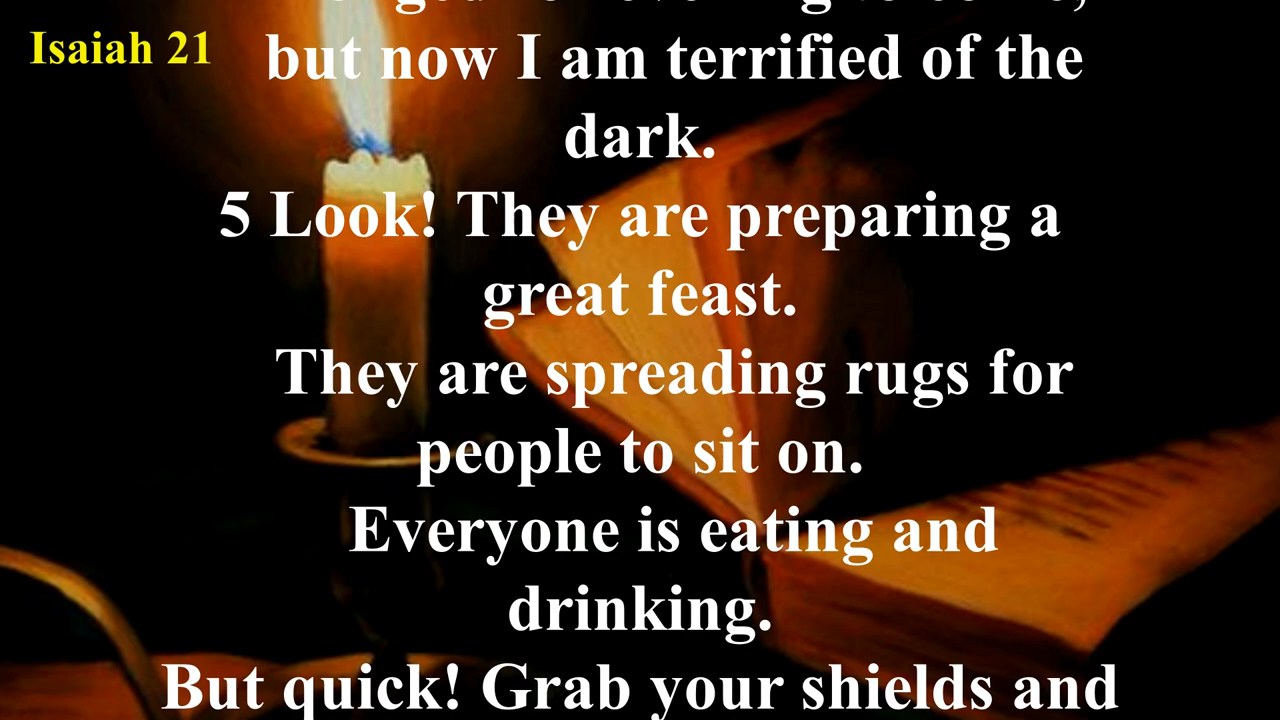 Isaiah 21
but now I am terrified of the
dark.
5 Look! They are preparing a
great feast.
They are spreading rugs for
people to sit on.
Everyone is eating and
drinking.
But quick! Grab your shields and